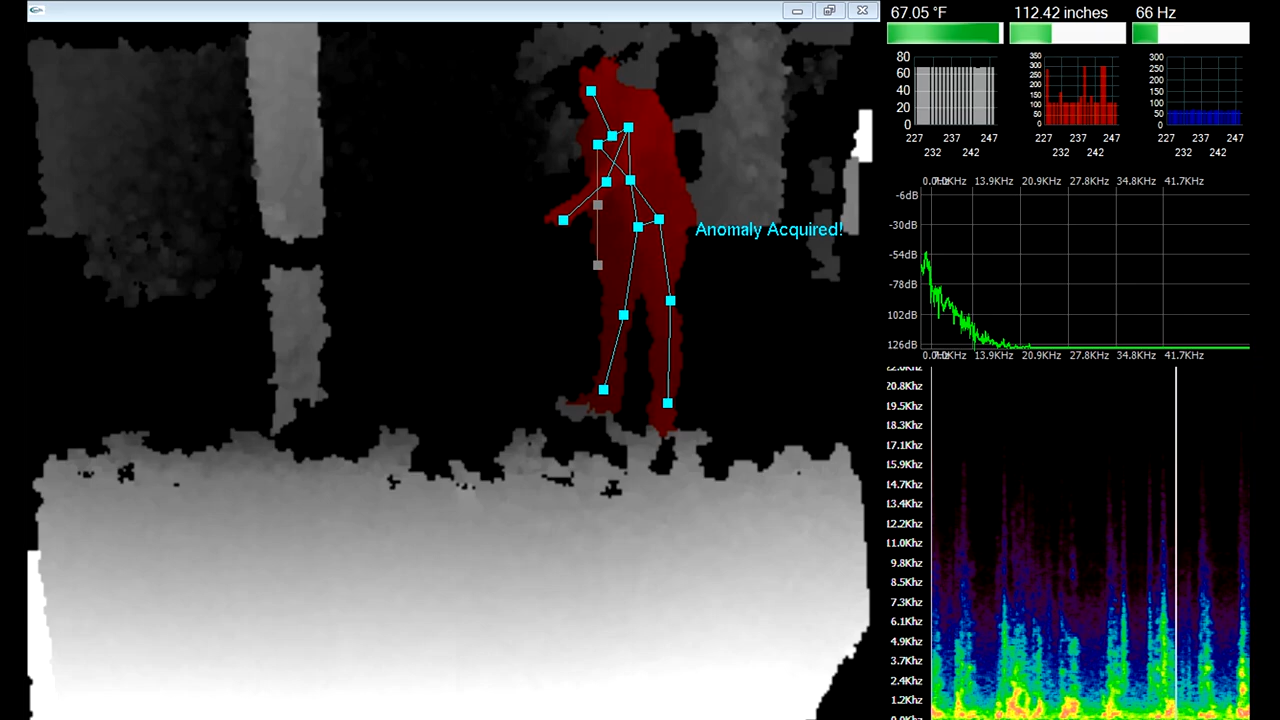 67.05 °F 112.42 inches 66 Hz
80
60
40
20
0
227 237 247
232 242
350
300
250
200
150
100
50
0
227 237 247
232 242
300
250
200
150
100
50
0
227 237 247
232 242
13.9KHz 20.9KHz 27.8KHz 34.8KHz 41.7KHz
-6dB
-30dB
-54dB
-78dB
102dB
126dB
13.9KHz 20.9KHz 27.8KHz 34.8KHz 41.7KHz
Anomaly Acquired!
20.8Khz
19.5Khz
18.3Khz
17.1Khz
15.9Khz
14.7Khz
13.4Khz
12.2Khz
11.0Khz
9.8Khz
8.5Khz
7.3Khz
6.1Khz
4.9Khz
3.7Khz
2.4Khz
1.2Khz